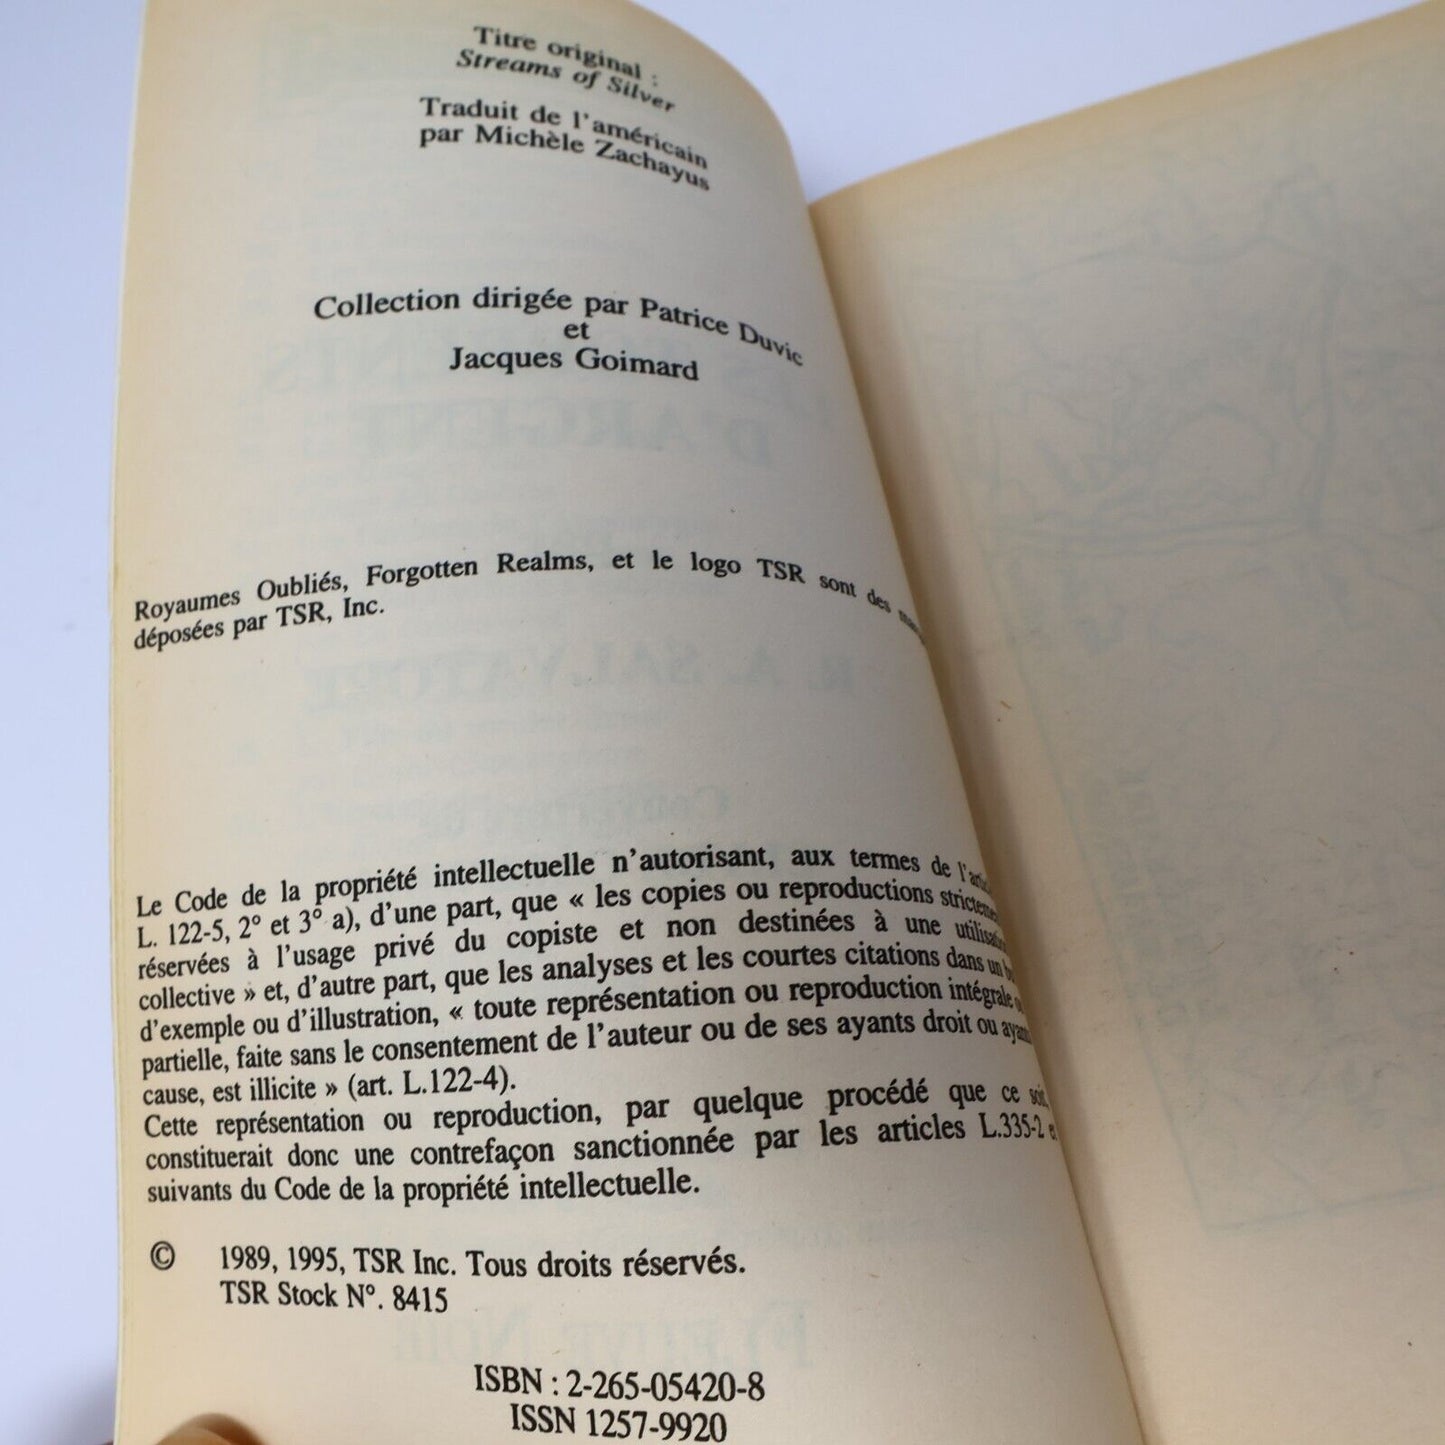 Titre original :
Streams of Silver
Traduit de l'américain
par Michèle Zachayus
Collection dirigée par Patrice Duvic
et
Jacques Goimard
Royaumes Oubliés, Forgotten Realms, et le logo TSR sont des
déposées par TSR, Inc.
Le Code de la propriété intellectuelle n'autorisant, aux termes de
L. 122-5, 2° et 3° a), d'une part, que « les copies ou reproductions
réservées à l'usage privé du copiste et non destinées à une
collective » et, d'autre part, que les analyses et les courtes citations dans un
d'exemple ou d'illustration, « toute représentation ou reproduction intégrale
partielle, faite sans le consentement de l'auteur ou de ses ayants droit ou
cause, est illicite » (art. L.122-4).
Cette représentation ou reproduction, par quelque procédé que ce soit,
constituerait donc une contrefaçon sanctionnée par les articles L.335-2
suivants du Code de la propriété intellectuelle.
© 1989, 1995, TSR Inc. Tous droits réservés.
TSR Stock N°. 8415
ISBN : 2-265-05420-8
ISSN 1257-9920